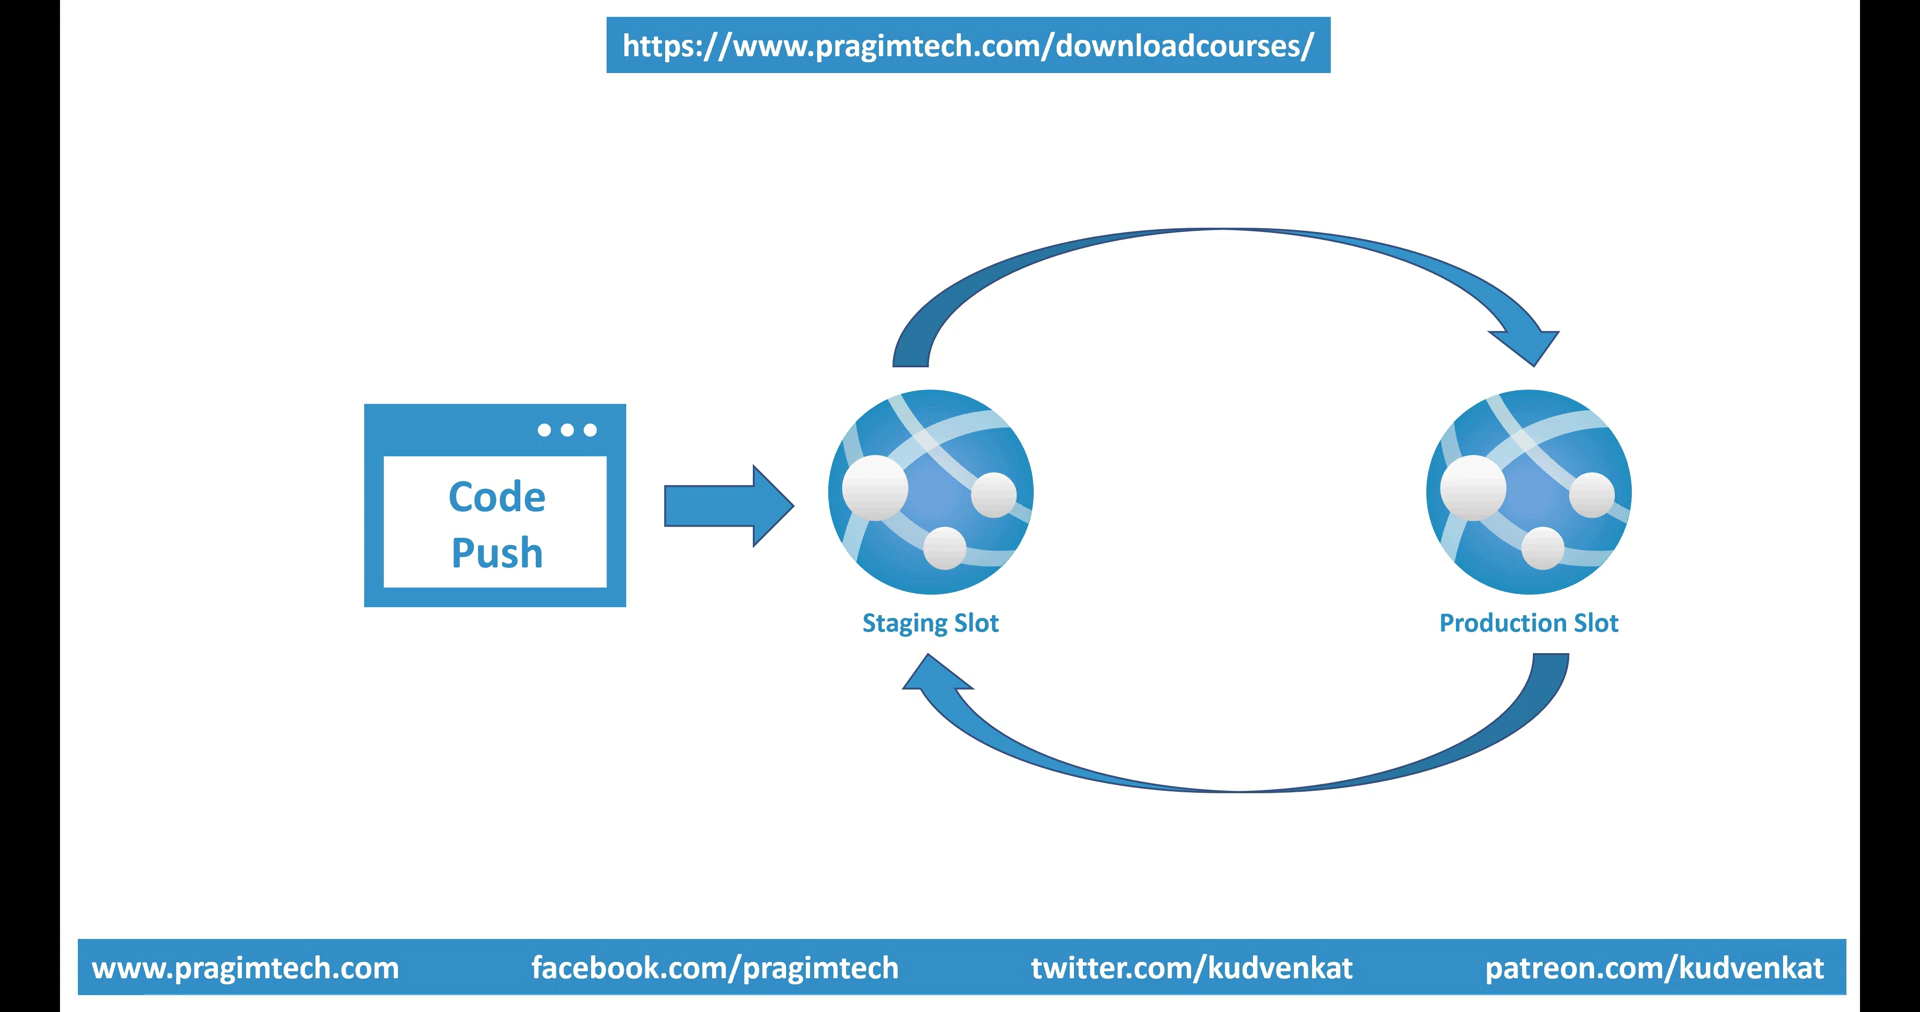 https://www.pragimtech.com/downloadcourses/
Code
Push
Staging Slot
Production Slot
www.pragimtech.com
facebook.com/pragimtech
twitter.com/kudvenkat
patreon.com/kudvenkat